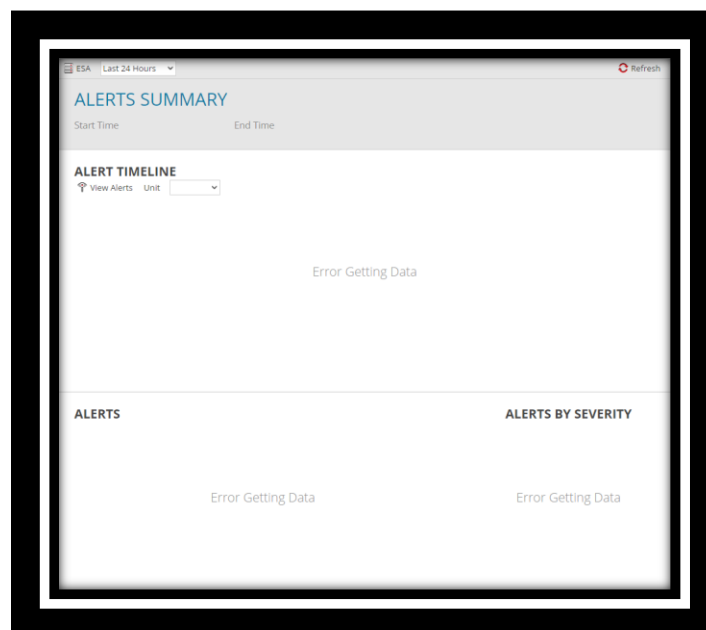 ESA Last 24 Hours Refresh
ALERTS SUMMARY
Start Time End Time
ALERT TIMELINE
View Alerts Unit
Error Getting Data
ALERTS ALERTS BY SEVERITY
Error Getting Data Error Getting Data